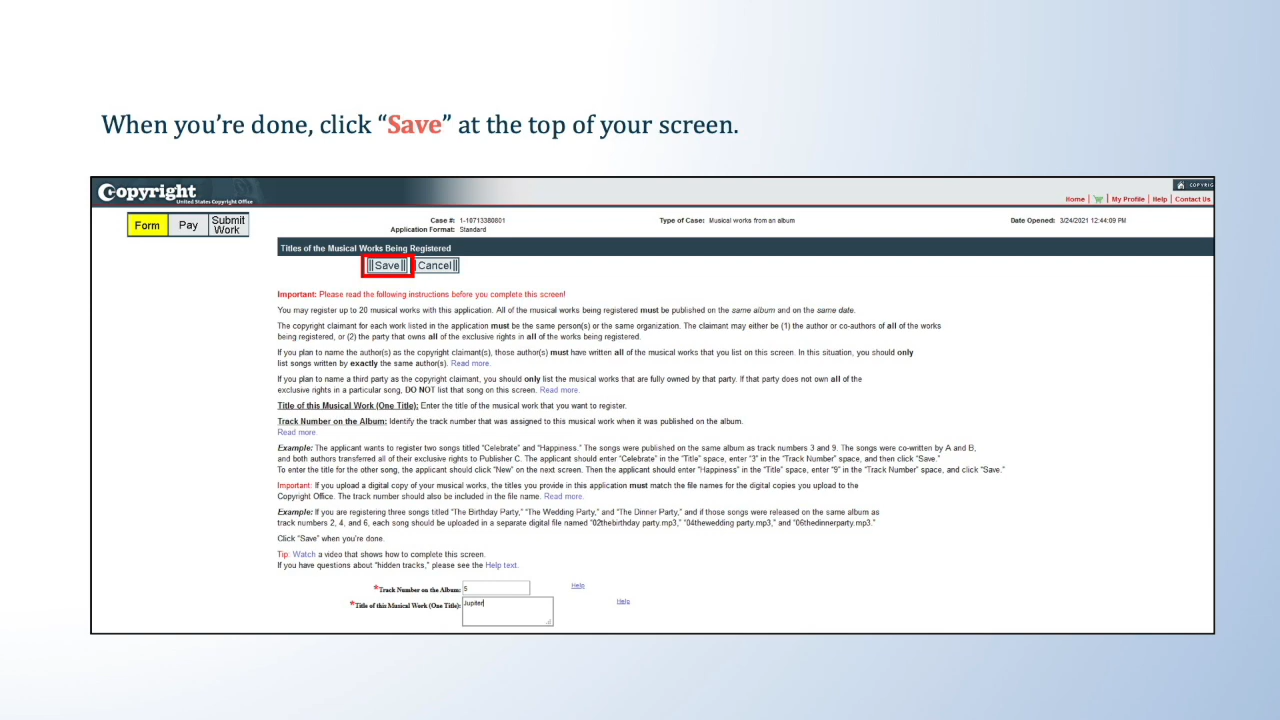 When you're done, click “Save” at the top of your screen.
Copyright
United States Copyright Office
COPYRIG
Home | My Profile | Help | Contact Us
Form Pay Submit Work
Case #: 1-10713380801 Type of Case: Musical works from an album Date Opened: 3/24/2021 12:44:09 PM
Application Format: Standard
Titles of the Musical Works Being Registered
Save Cancel
Important: Please read the following instructions before you complete this screen!
You may register up to 20 musical works with this application. All of the musical works being registered must be published on the same album and on the same date.
The copyright claimant for each work listed in the application must be the same person(s) or the same organization. The claimant may either be (1) the author or co-authors of all of the works
being registered, or (2) the party that owns all of the exclusive rights in all of the works being registered.
If you plan to name the author(s) as the copyright claimant(s), those author(s) must have written all of the musical works that you list on this screen. In this situation, you should only
list songs written by exactly the same author(s). Read more.
If you plan to name a third party as the copyright claimant, you should only list the musical works that are fully owned by that party. If that party does not own all of the
exclusive rights in a particular song, DO NOT list that song on this screen. Read more.
Title of this Musical Work (One Title): Enter the title of the musical work that you want to register.
Track Number on the Album: Identify the track number that was assigned to this musical work when it was published on the album.
Read more.
Example: The applicant wants to register two songs titled “Celebrate” and “Happiness.” The songs were published on the same album as track numbers 3 and 9. The songs were co-written by A and B,
and both authors transferred all of their exclusive rights to Publisher C. The applicant should enter “Celebrate” in the “Title” space, enter “3” in the “Track Number” space, and then click “Save.”
To enter the title for the other song, the applicant should click “New” on the next screen. Then the applicant should enter “Happiness” in the “Title” space, enter “9” in the “Track Number” space, and click “Save.”
Important: If you upload a digital copy of your musical works, the titles you provide in this application must match the file names for the digital copies you upload to the
Copyright Office. The track number should also be included in the file name. Read more.
Example: If you are registering three songs titled “The Birthday Party,” “The Wedding Party,” and “The Dinner Party,” and if those songs were released on the same album as
track numbers 2, 4, and 6, each song should be uploaded in a separate digital file named “02thebirthday party.mp3,” “04thewedding party.mp3,” and “06thedinnerparty.mp3.”
Click “Save” when you're done.
Tip: Watch a video that shows how to complete this screen.
If you have questions about “hidden tracks,” please see the Help text.
*Track Number on the Album: 5 Help
*Title of this Musical Work (One Title): Jupiter Help